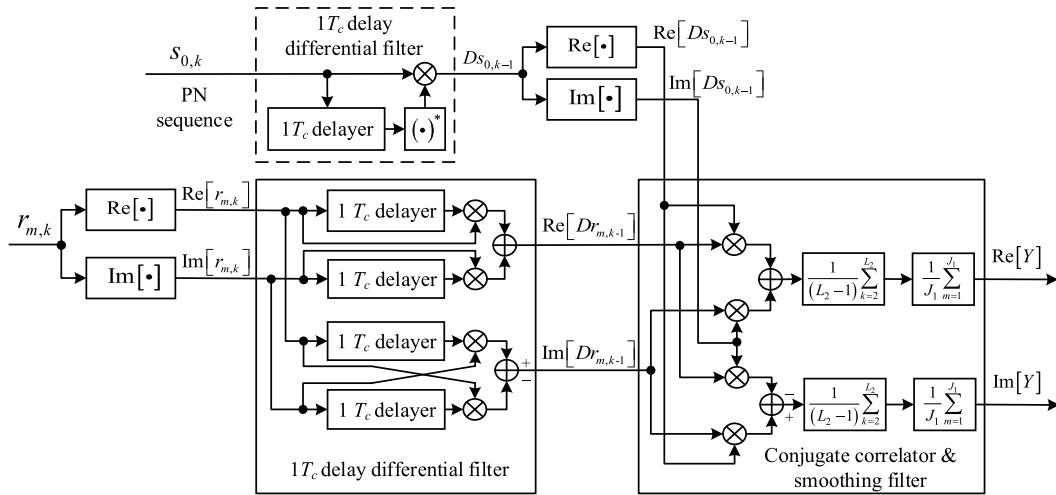 1T_c delay
differential filter
s_{0,k}
PN
sequence
1T_c delayer
(•)^*
Ds_{0,k−1}
Re[•]
Im[•]
Re[Ds_{0,k−1}]
Im[Ds_{0,k−1}]
r_{m,k}
Re[•]
Im[•]
Re[r_{m,k}]
Im[r_{m,k}]
1 T_c delayer
1 T_c delayer
1 T_c delayer
1 T_c delayer
+
−
1T_c delay differential filter
Re[Dr_{m,k-1}]
Im[Dr_{m,k-1}]
1/(L_2−1) ∑_{k=2}^{L_2}
1/J_1 ∑_{m=1}^{J_1}
Re[Y]
−
+
1/(L_2−1) ∑_{k=2}^{L_2}
1/J_1 ∑_{m=1}^{J_1}
Im[Y]
Conjugate correlator &
smoothing filter